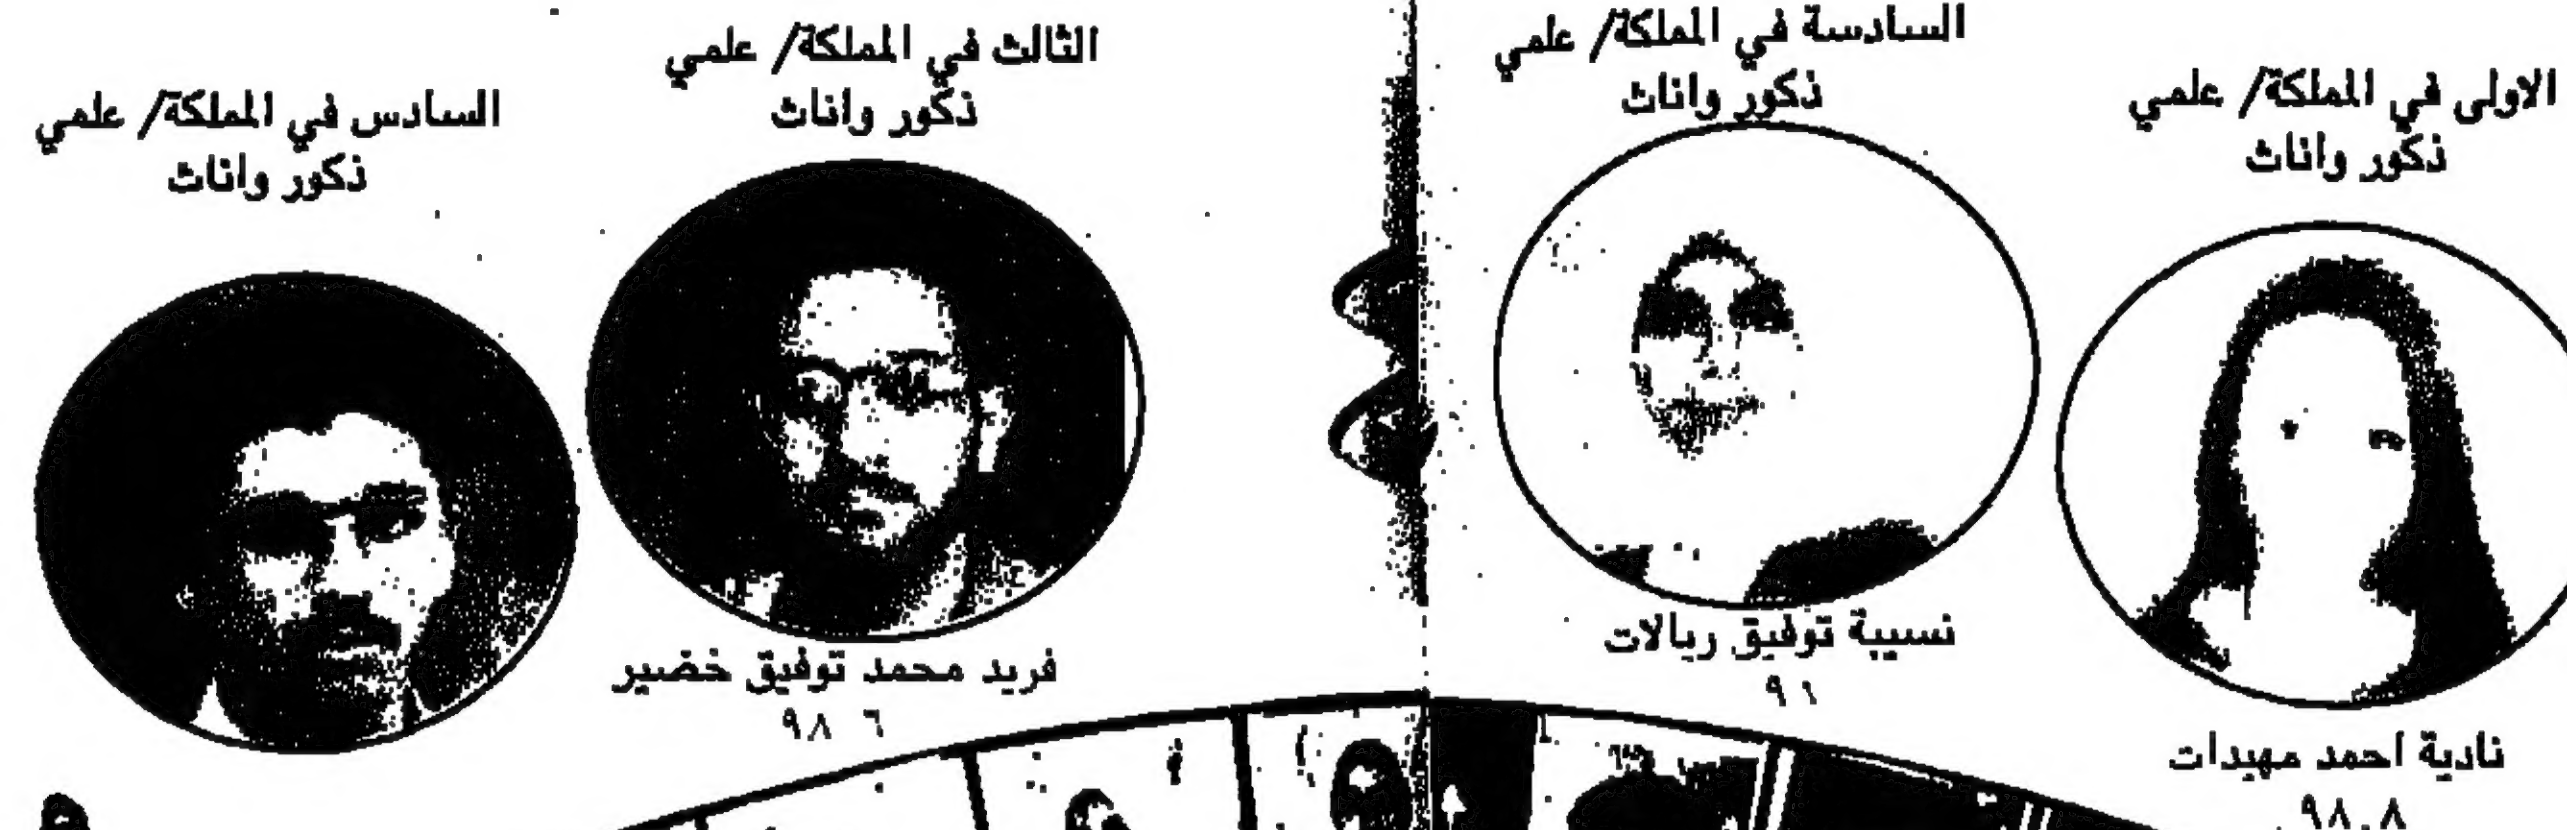 الاولى في المملكة/ علمي
ذكور واناث
نادية احمد مهيدات
٩٨.٨
السادسة في المملكة/ علمي
ذكور واناث
نسيبة توفيق ريالات
٩١
الثالث في المملكة/ علمي
ذكور واناث
فريد محمد توفيق خضير
٩٨ ٦
السادس في المملكة/ علمي
ذكور واناث